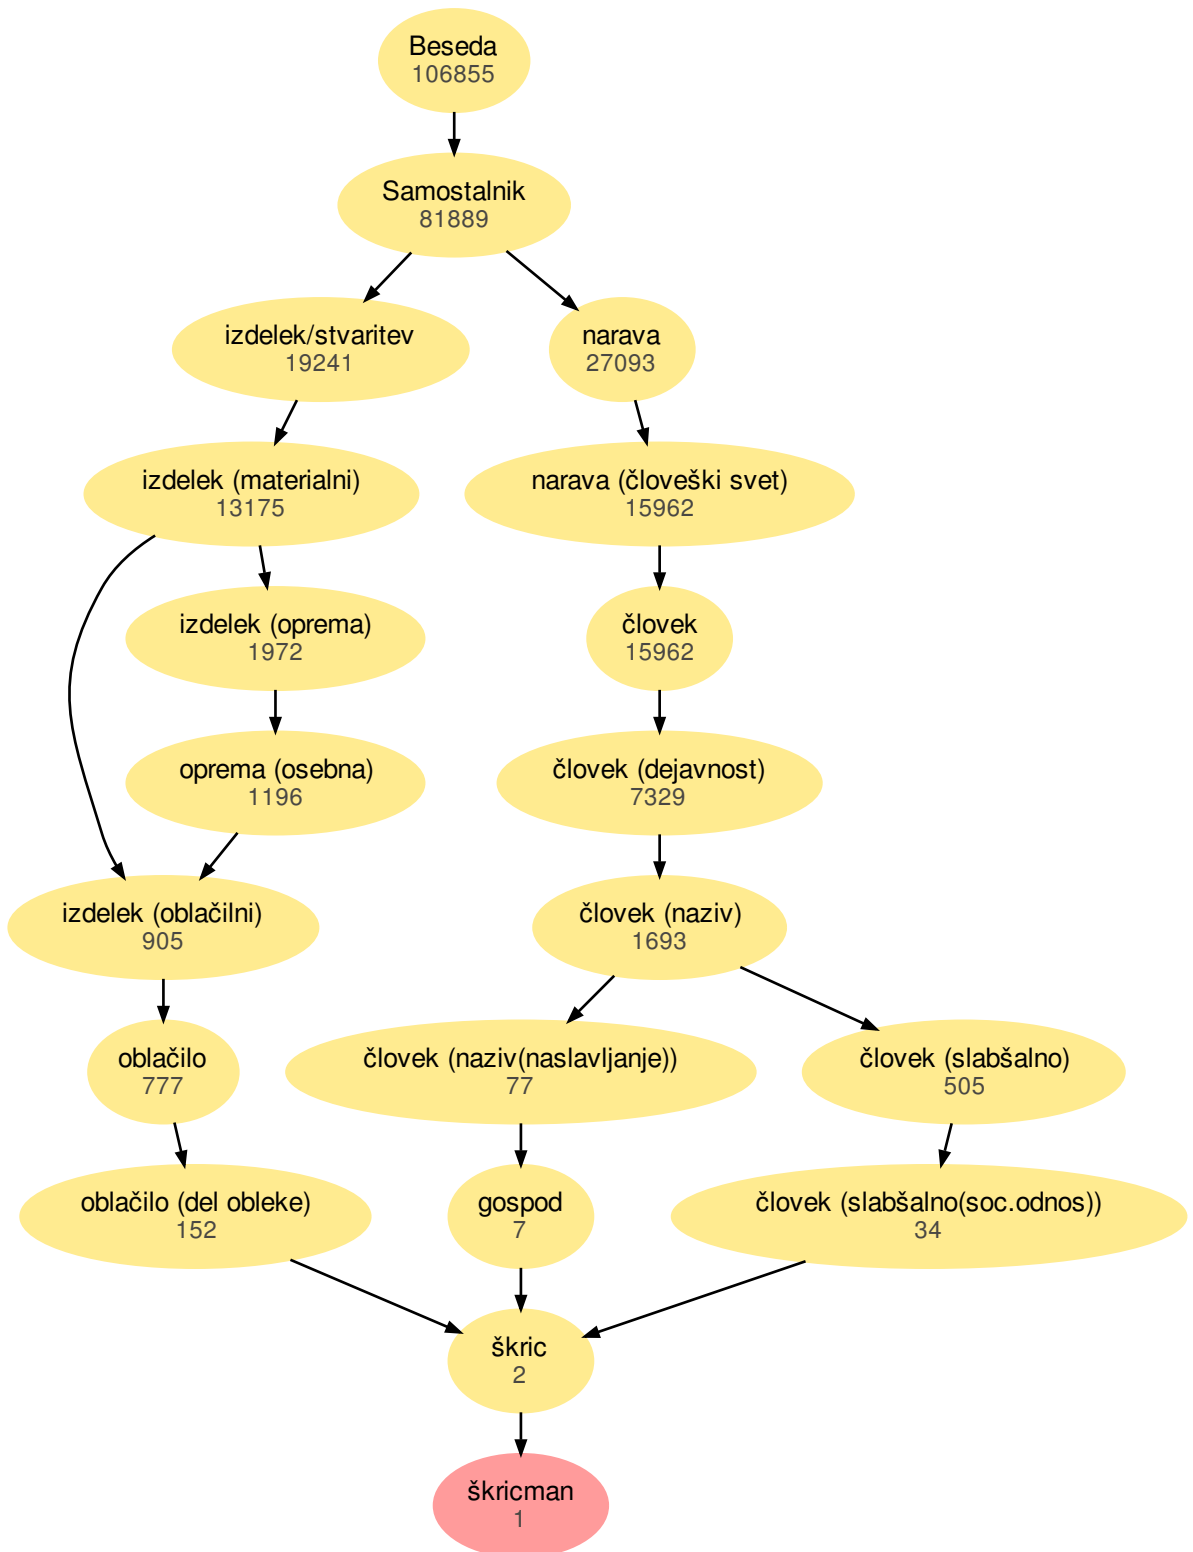 Beseda
106855
Samostalnik
81889
izdelek/stvaritev
19241
narava
27093
izdelek (materialni)
13175
narava (človeški svet)
15962
izdelek (oprema)
1972
človek
15962
oprema (osebna)
1196
človek (dejavnost)
7329
izdelek (oblačilni)
905
človek (naziv)
1693
oblačilo
777
človek (naziv(naslavljanje))
77
človek (slabšalno)
505
oblačilo (del obleke)
152
gospod
7
človek (slabšalno(soc.odnos))
34
škric
2
škricman
1